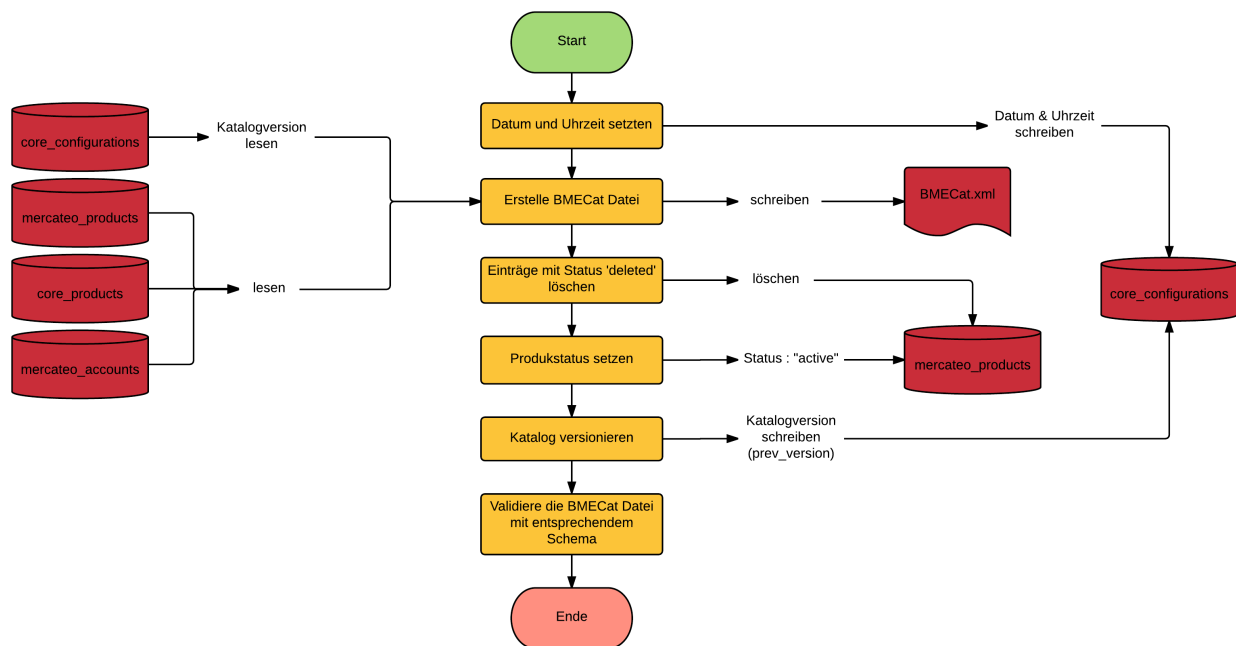 Start
Datum und Uhrzeit setzten
Datum & Uhrzeit
schreiben
core_configurations
Katalogversion
lesen
mercateo_products
core_products
mercateo_accounts
lesen
Erstelle BMECat Datei
schreiben
BMECat.xml
Einträge mit Status 'deleted'
löschen
löschen
core_configurations
Produkstatus setzen
Status : "active"
mercateo_products
Katalog versionieren
Katalogversion
schreiben
(prev_version)
Validiere die BMECat Datei
mit entsprechendem
Schema
Ende